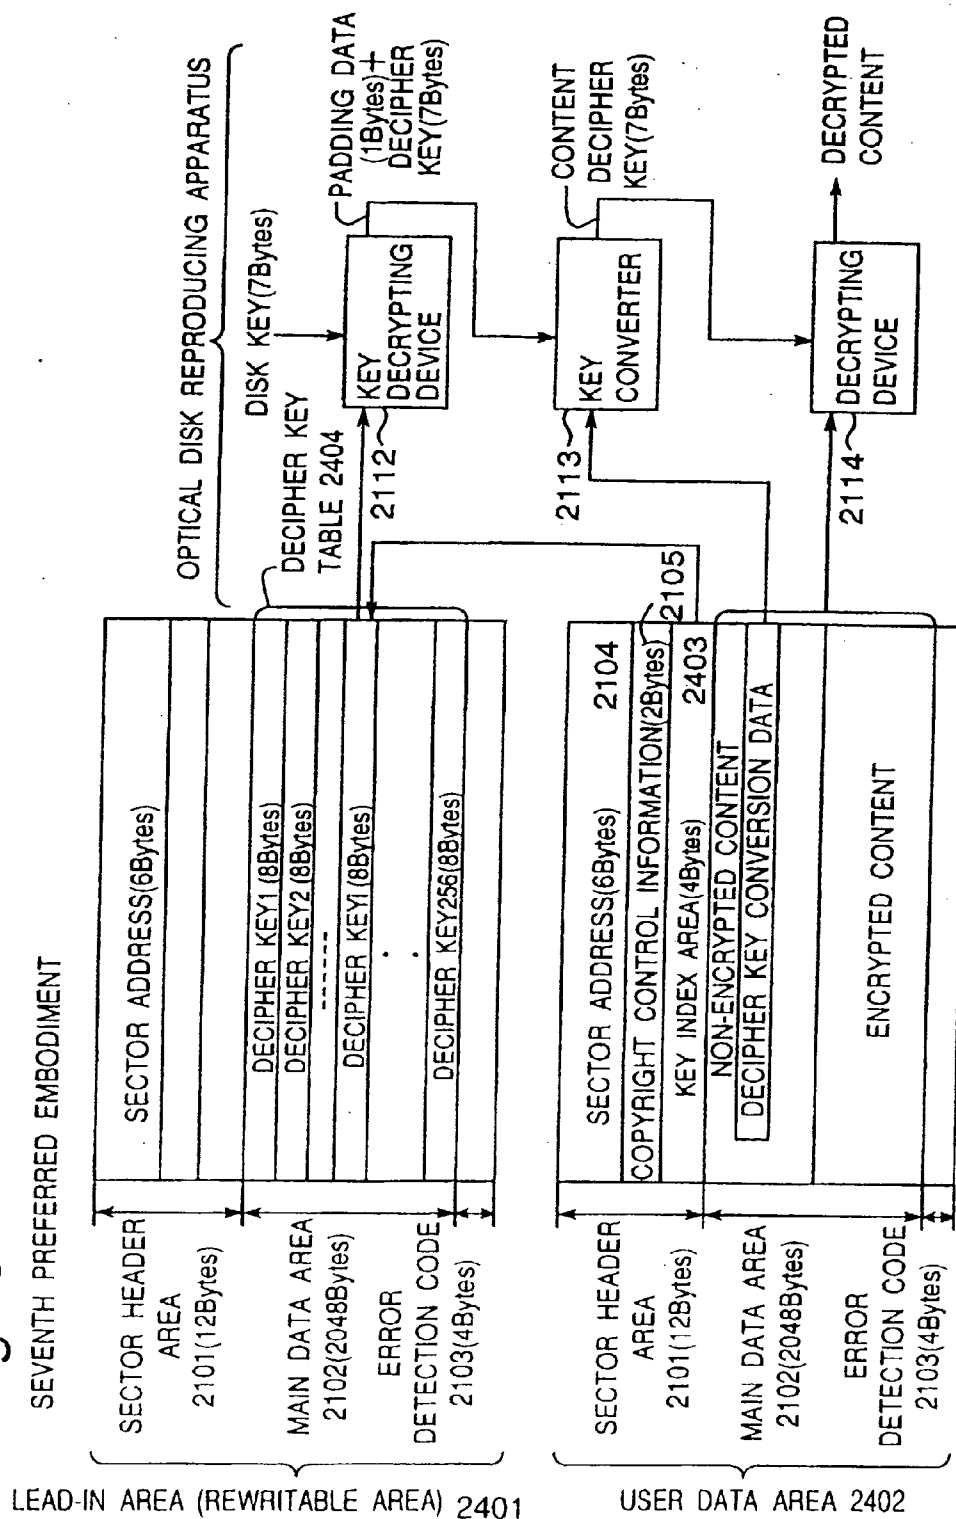 SEVENTH PREFERRED EMBODIMENT
LEAD-IN AREA (REWRITABLE AREA) 2401
SECTOR HEADER
AREA
2101(12Bytes)
MAIN DATA AREA
2102(2048Bytes)
ERROR
DETECTION CODE
2103(4Bytes)
SECTOR ADDRESS(6Bytes)
DECIPHER KEY1 (8Bytes)
DECIPHER KEY2 (8Bytes)
DECIPHER KEYi (8Bytes)
DECIPHER KEY256(8Bytes)
DECIPHER KEY
TABLE 2404
OPTICAL DISK REPRODUCING APPARATUS
DISK KEY(7Bytes)
KEY
DECRYPTING
DEVICE
2112
PADDING DATA
(1Bytes)+
DECIPHER
KEY(7Bytes)
KEY
CONVERTER
2113
CONTENT
DECIPHER
KEY(7Bytes)
DECRYPTING
DEVICE
2114
DECRYPTED
CONTENT
USER DATA AREA 2402
SECTOR HEADER
AREA
2101(12Bytes)
MAIN DATA AREA
2102(2048Bytes)
ERROR
DETECTION CODE
2103(4Bytes)
SECTOR ADDRESS(6Bytes) 2104
COPYRIGHT CONTROL INFORMATION(2Bytes) 2105
KEY INDEX AREA(4Bytes) 2403
NON-ENCRYPTED CONTENT
DECIPHER KEY CONVERSION DATA
ENCRYPTED CONTENT